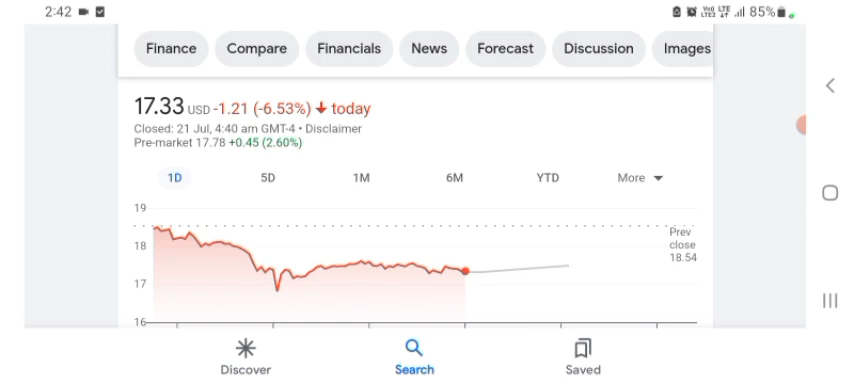 2:42
Vo) LTE
LTE2
85%
Finance Compare Financials News Forecast Discussion Images
17.33 USD -1.21 (-6.53%) today
Closed: 21 Jul, 4:40 am GMT-4 • Disclaimer
Pre-market 17.78 +0.45 (2.60%)
1D 5D 1M 6M YTD More
19
18
17
16
Prev
close
18.54
Discover Search Saved